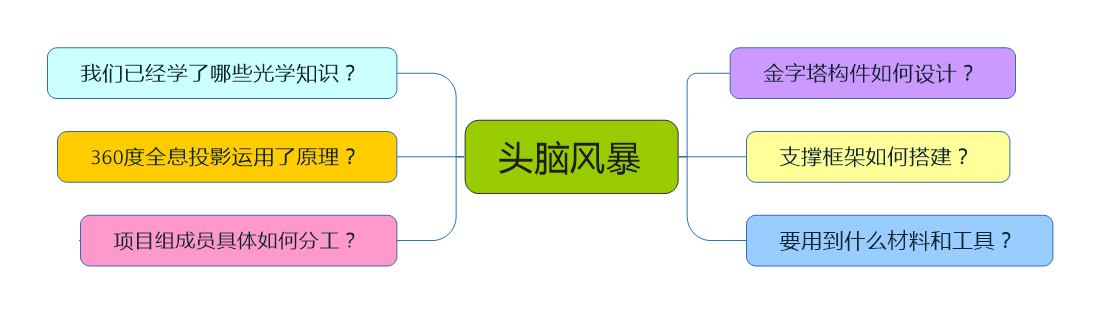 我们已经学了哪些光学知识？
360度全息投影运用了原理？
项目组成员具体如何分工？
头脑风暴
金字塔构件如何设计？
支撑框架如何搭建？
要用到什么材料和工具？